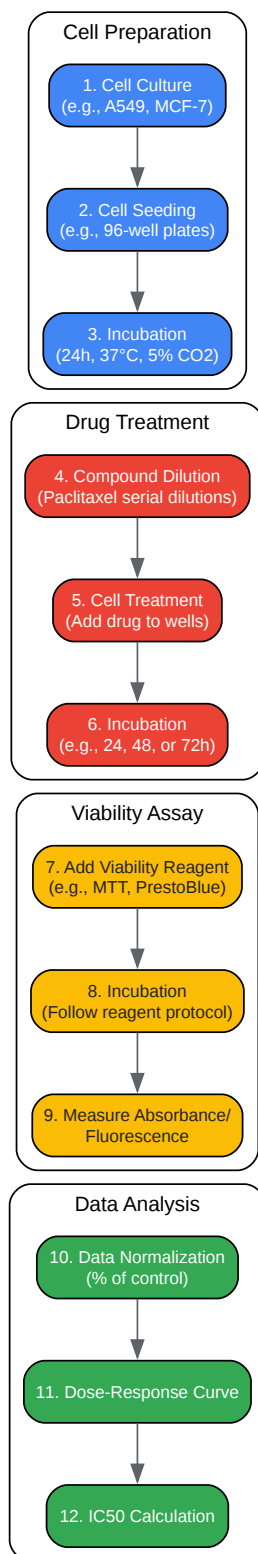 Cell Preparation
1. Cell Culture
(e.g., A549, MCF-7)
2. Cell Seeding
(e.g., 96-well plates)
3. Incubation
(24h, 37°C, 5% CO2)
Drug Treatment
4. Compound Dilution
(Paclitaxel serial dilutions)
5. Cell Treatment
(Add drug to wells)
6. Incubation
(e.g., 24, 48, or 72h)
Viability Assay
7. Add Viability Reagent
(e.g., MTT, PrestoBlue)
8. Incubation
(Follow reagent protocol)
9. Measure Absorbance/
Fluorescence
Data Analysis
10. Data Normalization
(% of control)
11. Dose-Response Curve
12. IC50 Calculation